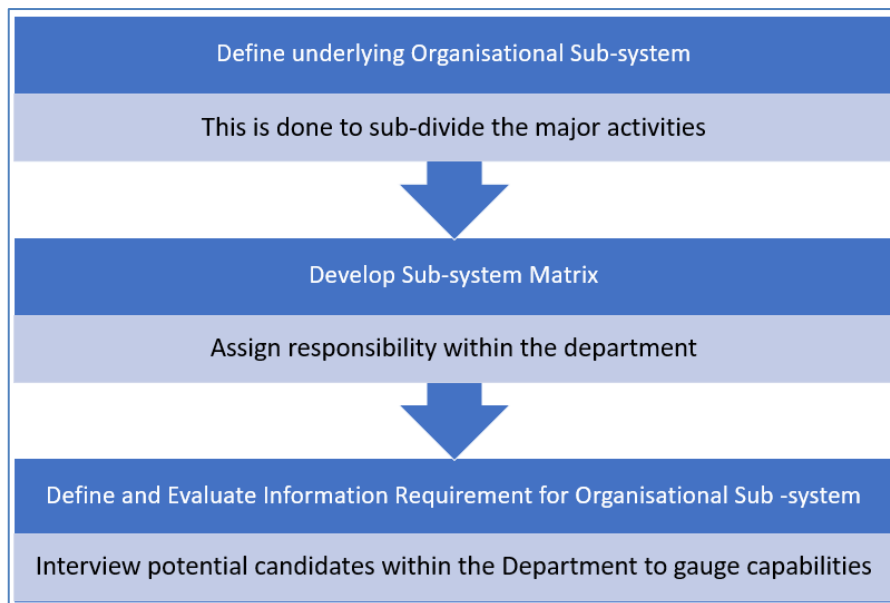 Define underlying Organisational Sub-system
This is done to sub-divide the major activities
Develop Sub-system Matrix
Assign responsibility within the department
Define and Evaluate Information Requirement for Organisational Sub -system
Interview potential candidates within the Department to gauge capabilities